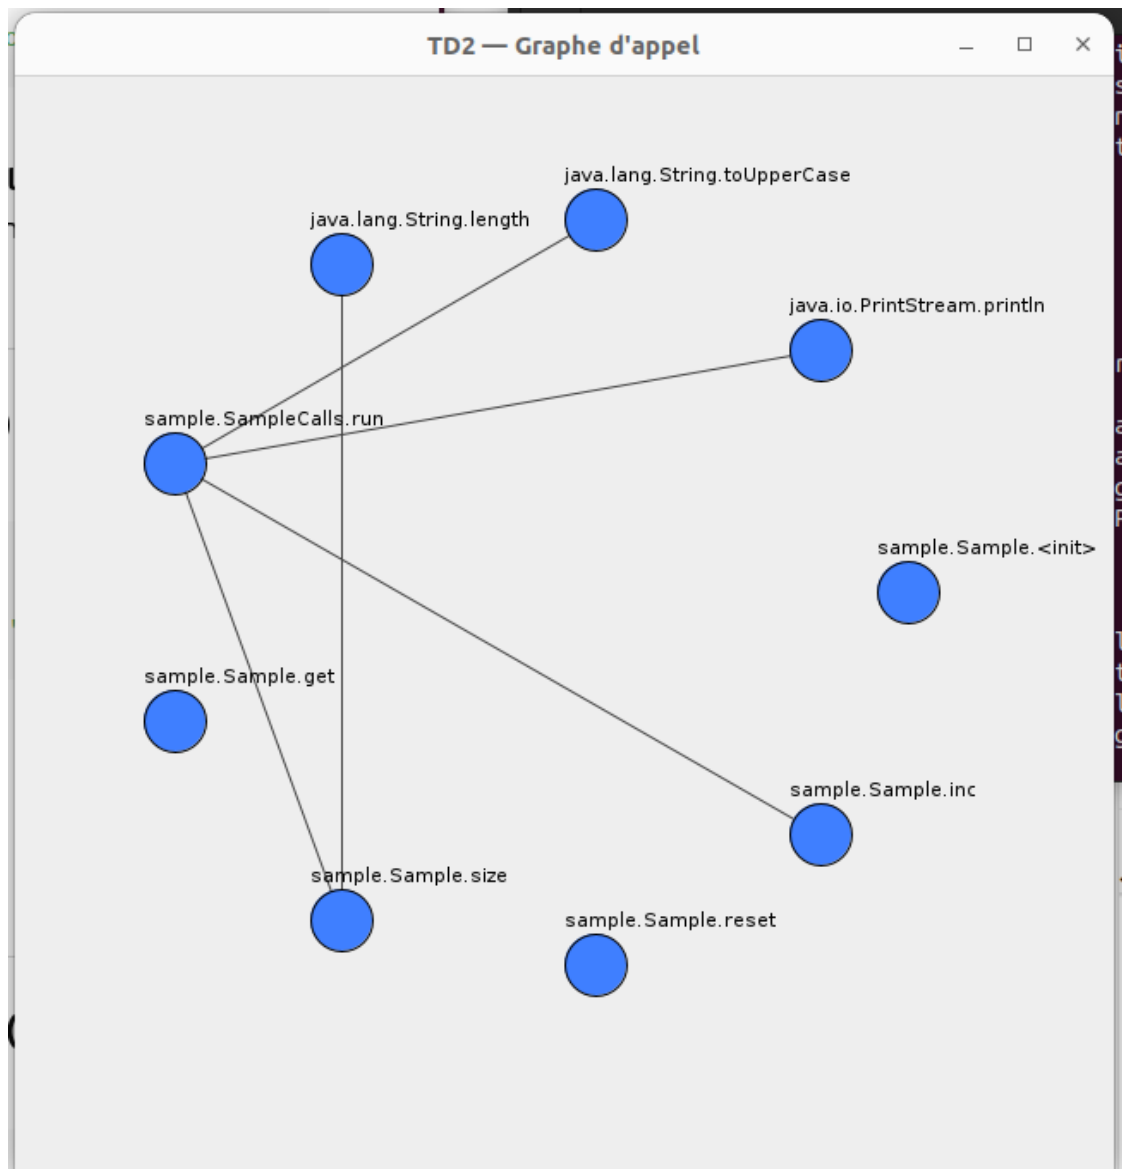 TD2 — Graphe d'appel
java.lang.String.toUpperCase
java.lang.String.length
java.io.PrintStream.println
sample.SampleCalls.run
sample.Sample.<init>
sample.Sample.get
sample.Sample.inc
sample.Sample.size
sample.Sample.reset